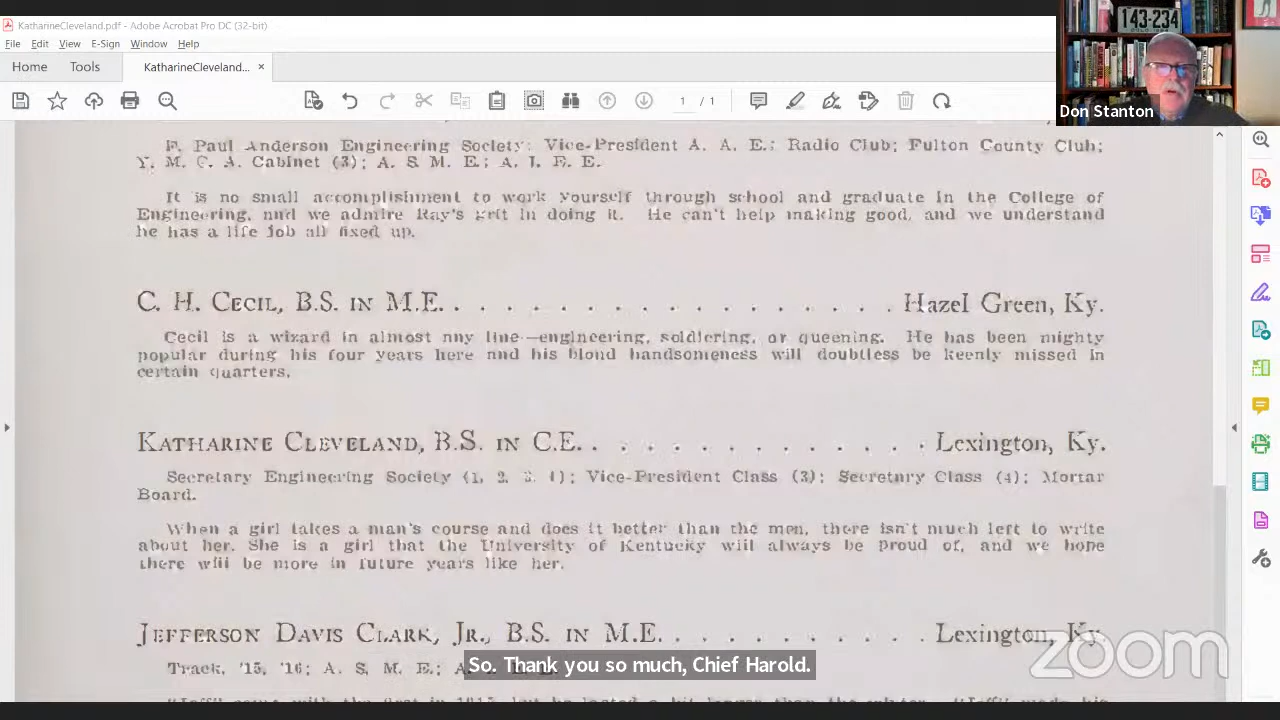 KatharineCleveland.pdf - Adobe Acrobat Pro DC (32-bit)
File Edit View E-Sign Window Help
Home Tools KatharineCleveland... ×
1 / 1
143-234
Don Stanton
P. Paul Anderson Engineering Society; Vice-President A. A. E.; Radio Club; Fulton County Club;
Y. M. C. A. Cabinet (3); A. S. M. E.; A. I. E. E.
It is no small accomplishment to work yourself through school and graduate in the College of
Engineering, and we admire Ray's grit in doing it. He can't help making good, and we understand
he has a life job all fixed up.
C. H. Cecil, B.S. in M.E. . . . . . . . . . . . . . . . . . Hazel Green, Ky.
Cecil is a wizard in almost any line—engineering, soldiering, or queening. He has been mighty
popular during his four years here and his blond handsomeness will doubtless be keenly missed in
certain quarters.
Katharine Cleveland, B.S. in C.E. . . . . . . . . . . . . . Lexington, Ky.
Secretary Engineering Society (1, 2, 3, 4); Vice-President Class (3); Secretary Class (4); Mortar
Board.
When a girl takes a man's course and does it better than the men, there isn't much left to write
about her. She is a girl that the University of Kentucky will always be proud of, and we hope
there will be more in future years like her.
Jefferson Davis Clark, Jr., B.S. in M.E. . . . . . . . . . . Lexington, Ky.
Track, '15, '16; A. S. M. E.;
So. Thank you so much, Chief Harold.
zoom